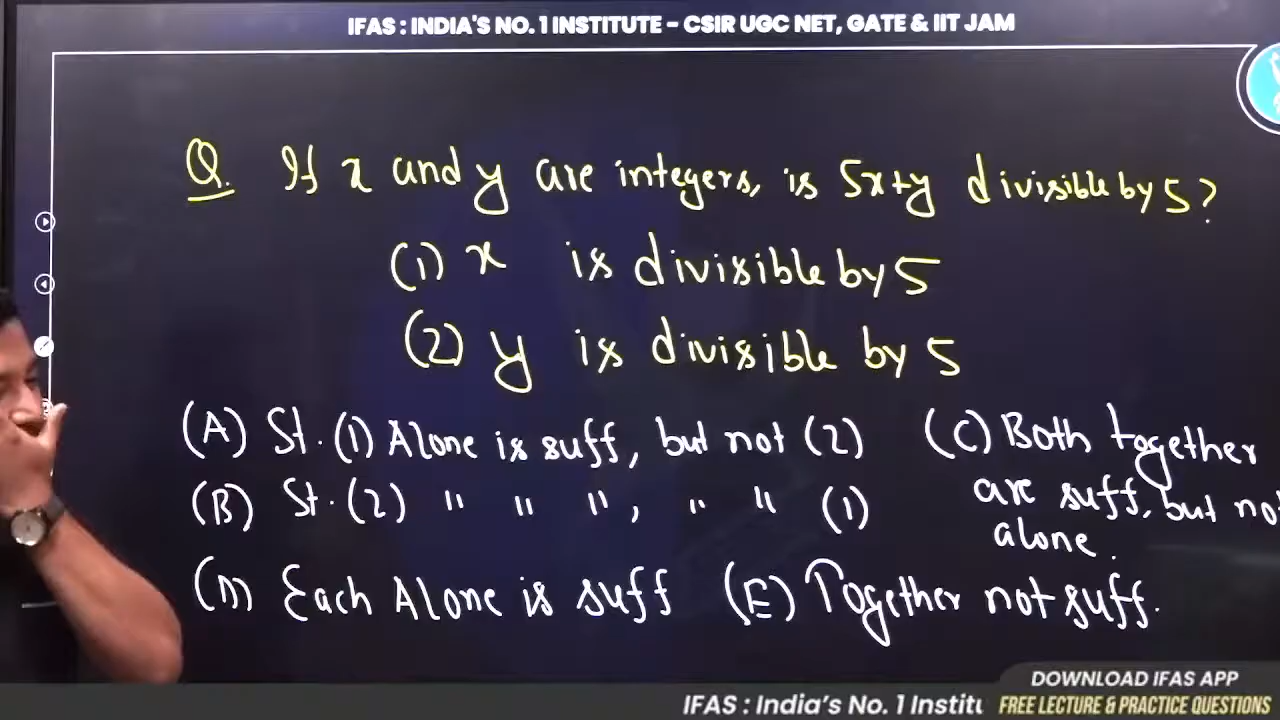 IFAS : INDIA'S NO. 1 INSTITUTE - CSIR UGC NET, GATE & IIT JAM
Q. If x and y are integers, is 5x+y divisible by 5?
(1) x is divisible by 5
(2) y is divisible by 5
(A) St. (1) Alone is suff, but not (2)
(B) St. (2) " " ", " " (1)
(C) Both together
are suff, but no
alone.
(D) Each Alone is suff
(E) Together not suff.
DOWNLOAD IFAS APP
IFAS : India's No. 1 Institu
FREE LECTURE & PRACTICE QUESTIONS